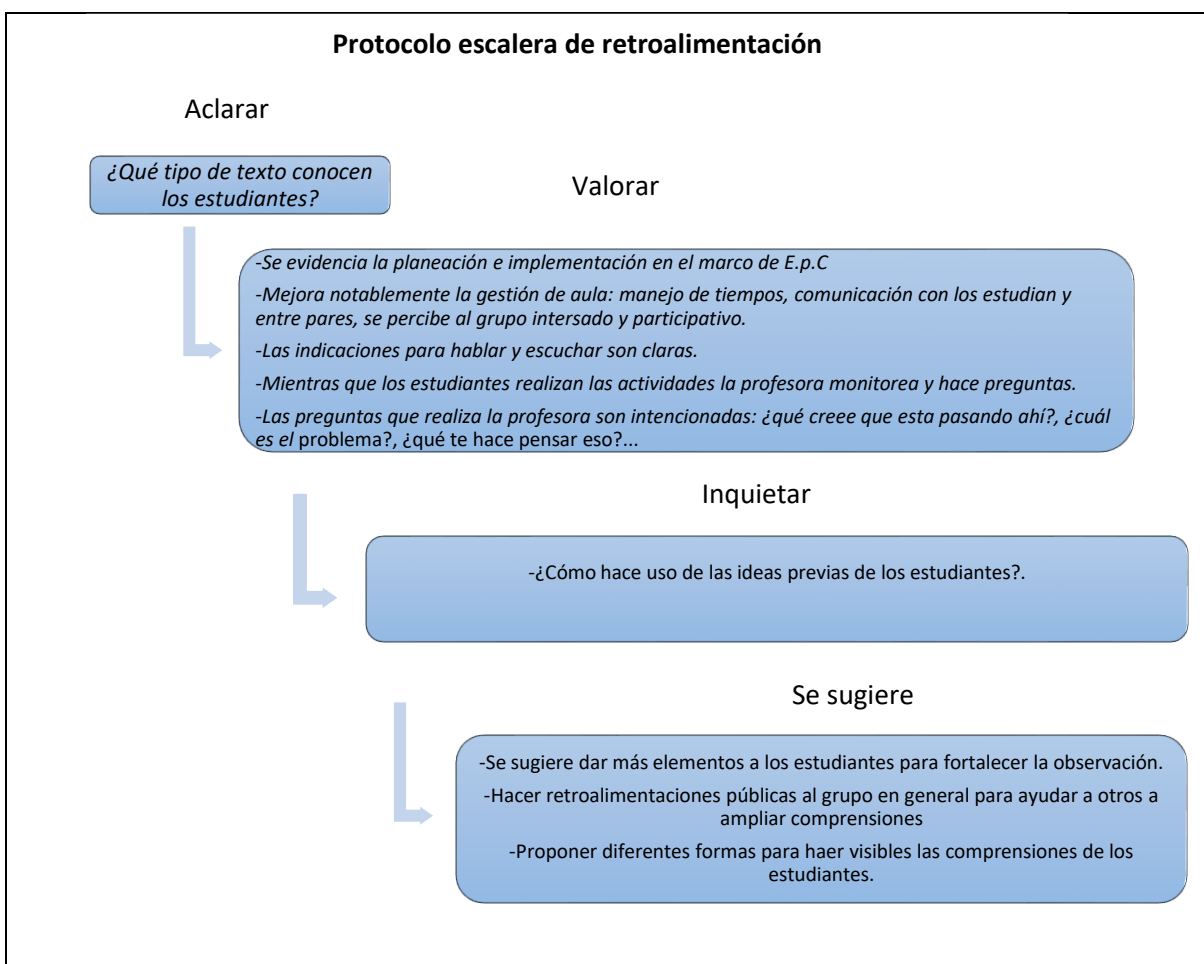 Protocolo escalera de retroalimentación
Aclarar
¿Qué tipo de texto conocen
los estudiantes?
Valorar
-Se evidencia la planeación e implementación en el marco de E.p.C
-Mejora notablemente la gestión de aula: manejo de tiempos, comunicación con los estudian y
entre pares, se percibe al grupo intersado y participativo.
-Las indicaciones para hablar y escuchar son claras.
-Mientras que los estudiantes realizan las actividades la profesora monitorea y hace preguntas.
-Las preguntas que realiza la profesora son intencionadas: ¿qué creee que esta pasando ahí?, ¿cuál
es el problema?, ¿qué te hace pensar eso?...
Inquietar
-¿Cómo hace uso de las ideas previas de los estudiantes?.
Se sugiere
-Se sugiere dar más elementos a los estudiantes para fortalecer la observación.
-Hacer retroalimentaciones públicas al grupo en general para ayudar a otros a
ampliar comprensiones
-Proponer diferentes formas para haer visibles las comprensiones de los
estudiantes.